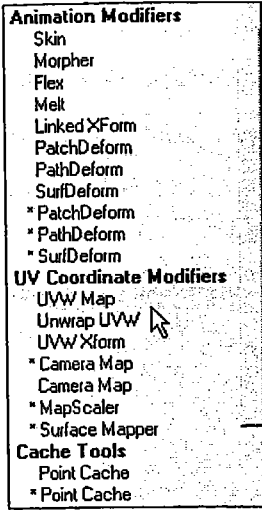 Animation Modifiers
Skin
Morpher
Flex
Melt
Linked XForm
PatchDeform
PathDeform
SurfDeform
* PatchDeform
* PathDeform
* SurfDeform
UV Coordinate Modifiers
UVW Map
Unwrap UVW
UVW Xform
* Camera Map
Camera Map
* MapScaler
* Surface Mapper
Cache Tools
Point Cache
* Point Cache